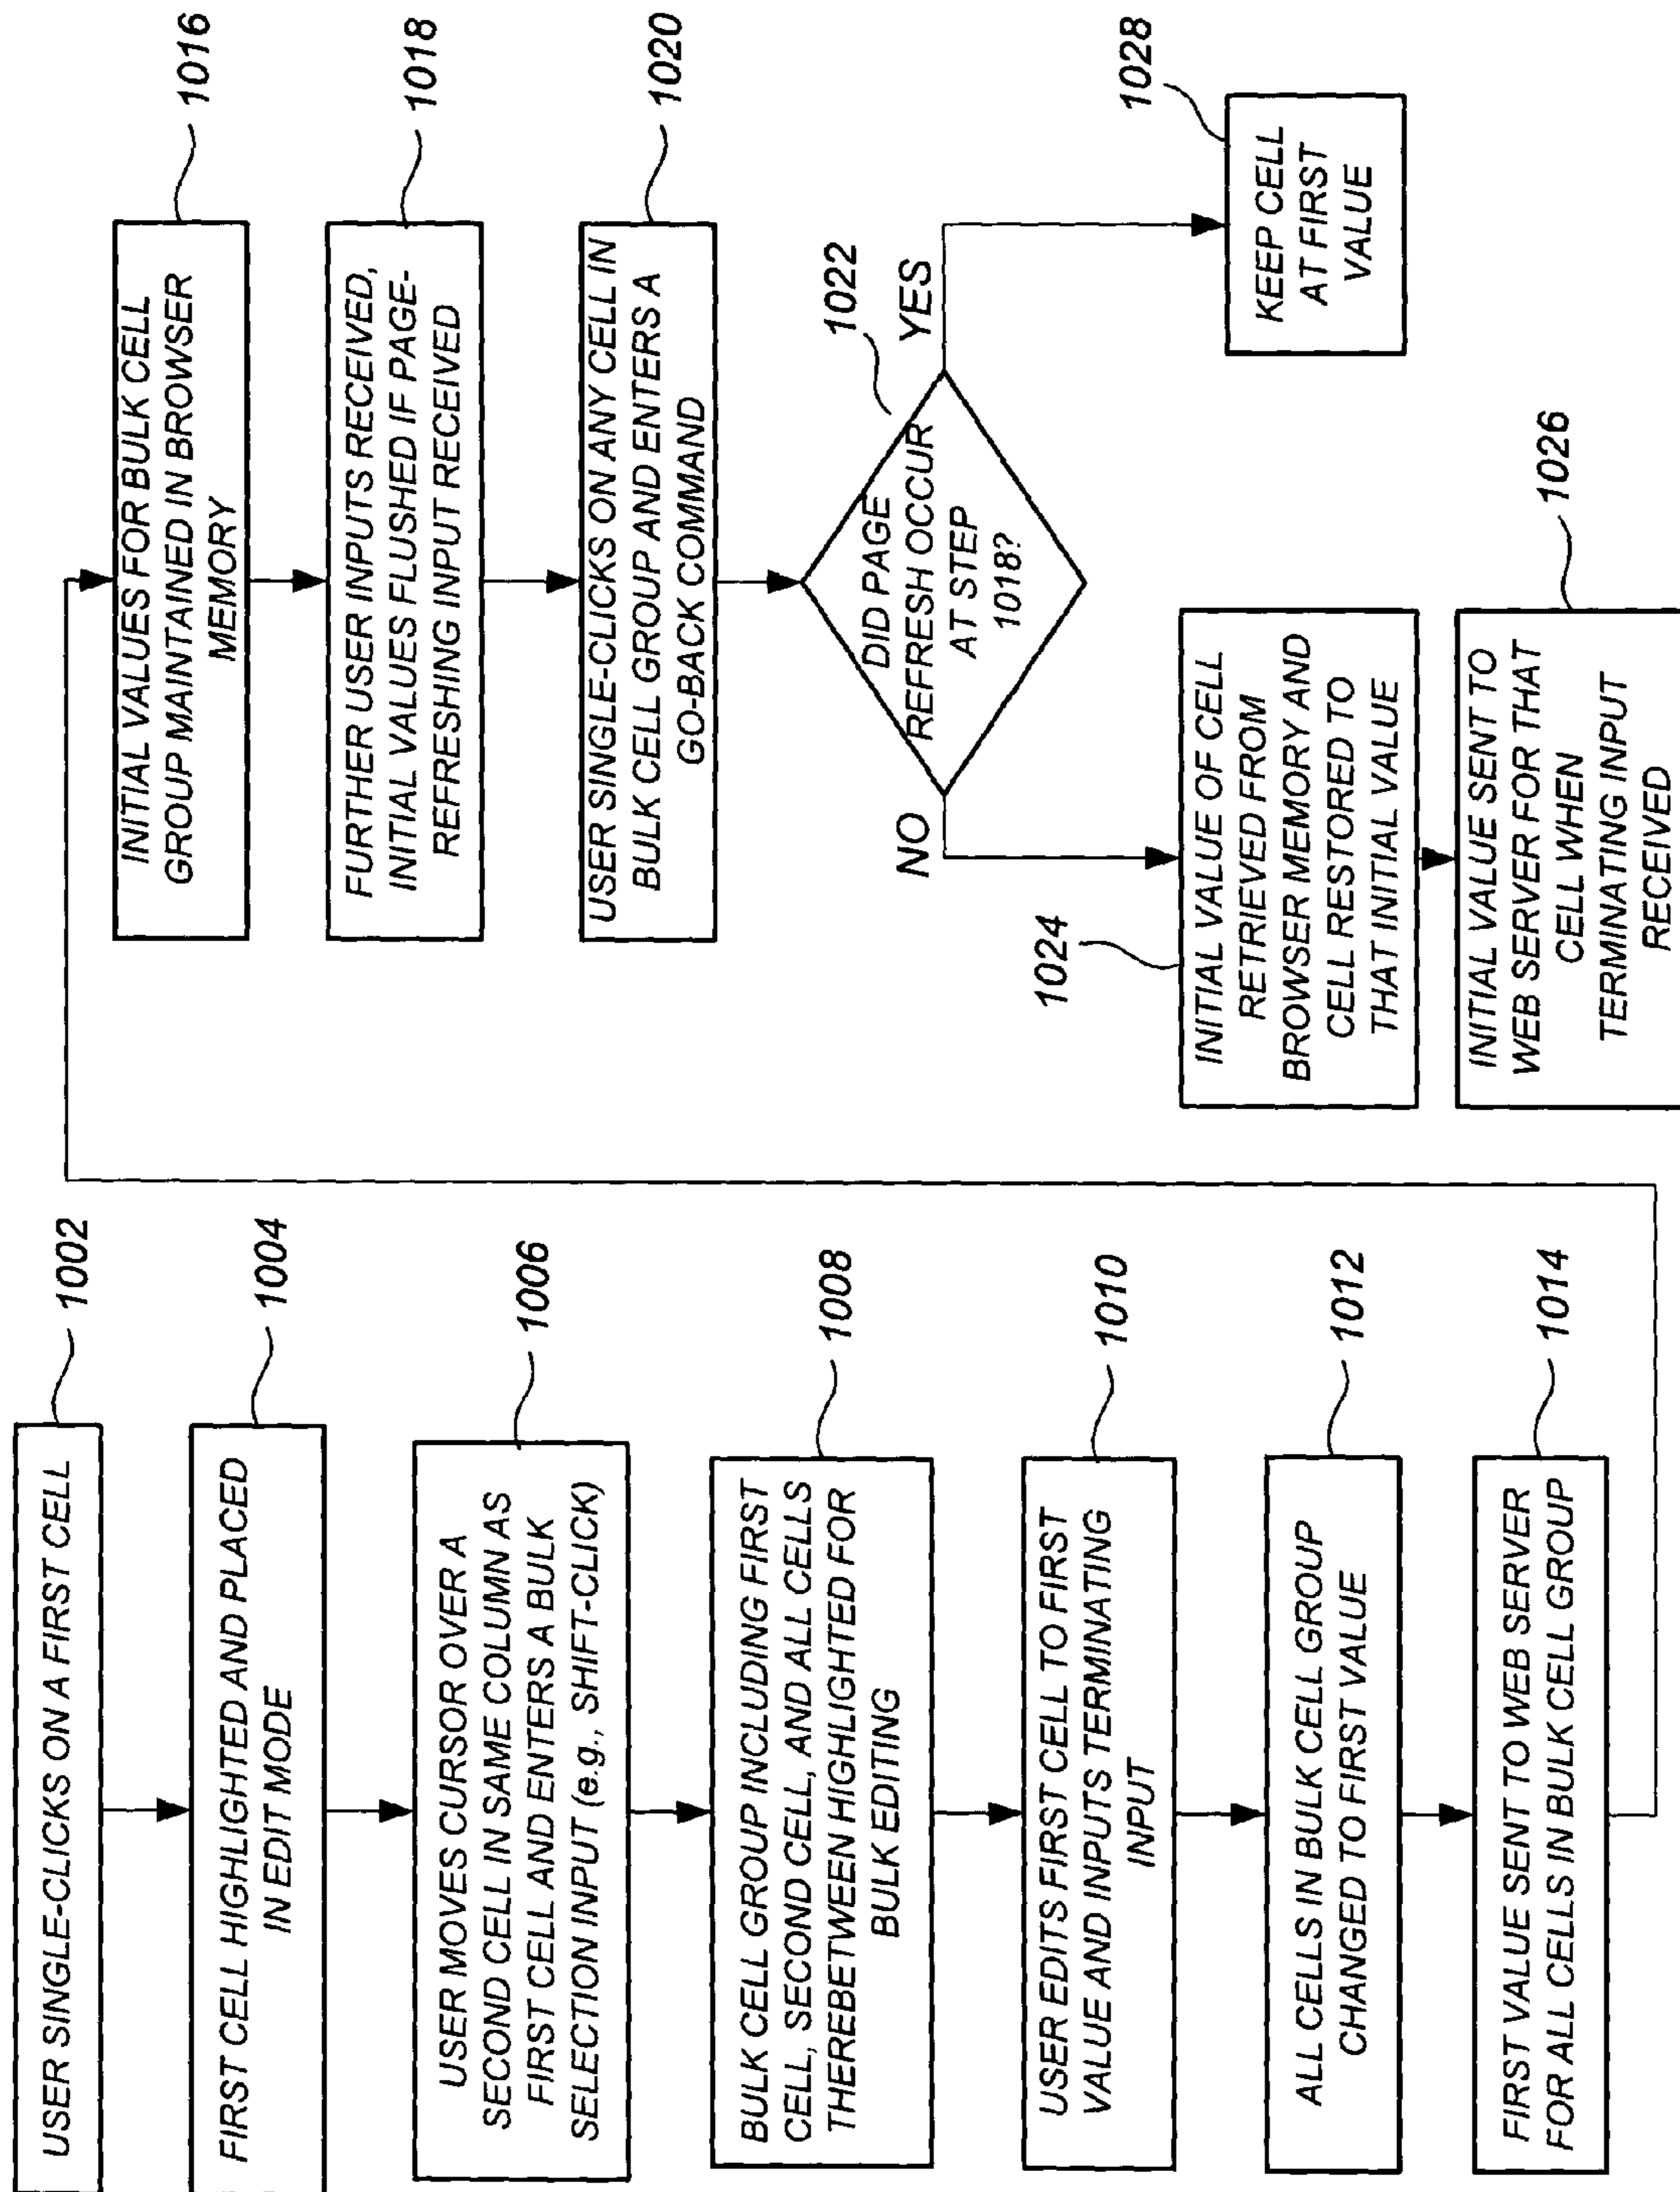 USER SINGLE-CLICKS ON A FIRST CELL
1002
FIRST CELL HIGHLIGHTED AND PLACED
IN EDIT MODE
1004
USER MOVES CURSOR OVER A
SECOND CELL IN SAME COLUMN AS
FIRST CELL AND ENTERS A BULK
SELECTION INPUT (e.g., SHIFT-CLICK)
1006
BULK CELL GROUP INCLUDING FIRST
CELL, SECOND CELL, AND ALL CELLS
THEREBETWEEN HIGHLIGHTED FOR
BULK EDITING
1008
USER EDITS FIRST CELL TO FIRST
VALUE AND INPUTS TERMINATING
INPUT
1010
ALL CELLS IN BULK CELL GROUP
CHANGED TO FIRST VALUE
1012
FIRST VALUE SENT TO WEB SERVER
FOR ALL CELLS IN BULK CELL GROUP
1014
INITIAL VALUES FOR BULK CELL
GROUP MAINTAINED IN BROWSER
MEMORY
1016
FURTHER USER INPUTS RECEIVED,
INITIAL VALUES FLUSHED IF PAGE-
REFRESHING INPUT RECEIVED
1018
USER SINGLE-CLICKS ON ANY CELL IN
BULK CELL GROUP AND ENTERS A
GO-BACK COMMAND
1020
DID PAGE
REFRESH OCCUR
AT STEP
1018?
1022
NO
YES
1024
INITIAL VALUE OF CELL
RETRIEVED FROM
BROWSER MEMORY AND
CELL RESTORED TO
THAT INITIAL VALUE
INITIAL VALUE SENT TO
WEB SERVER FOR THAT
CELL WHEN
TERMINATING INPUT
RECEIVED
1026
KEEP CELL
AT FIRST
VALUE
1028